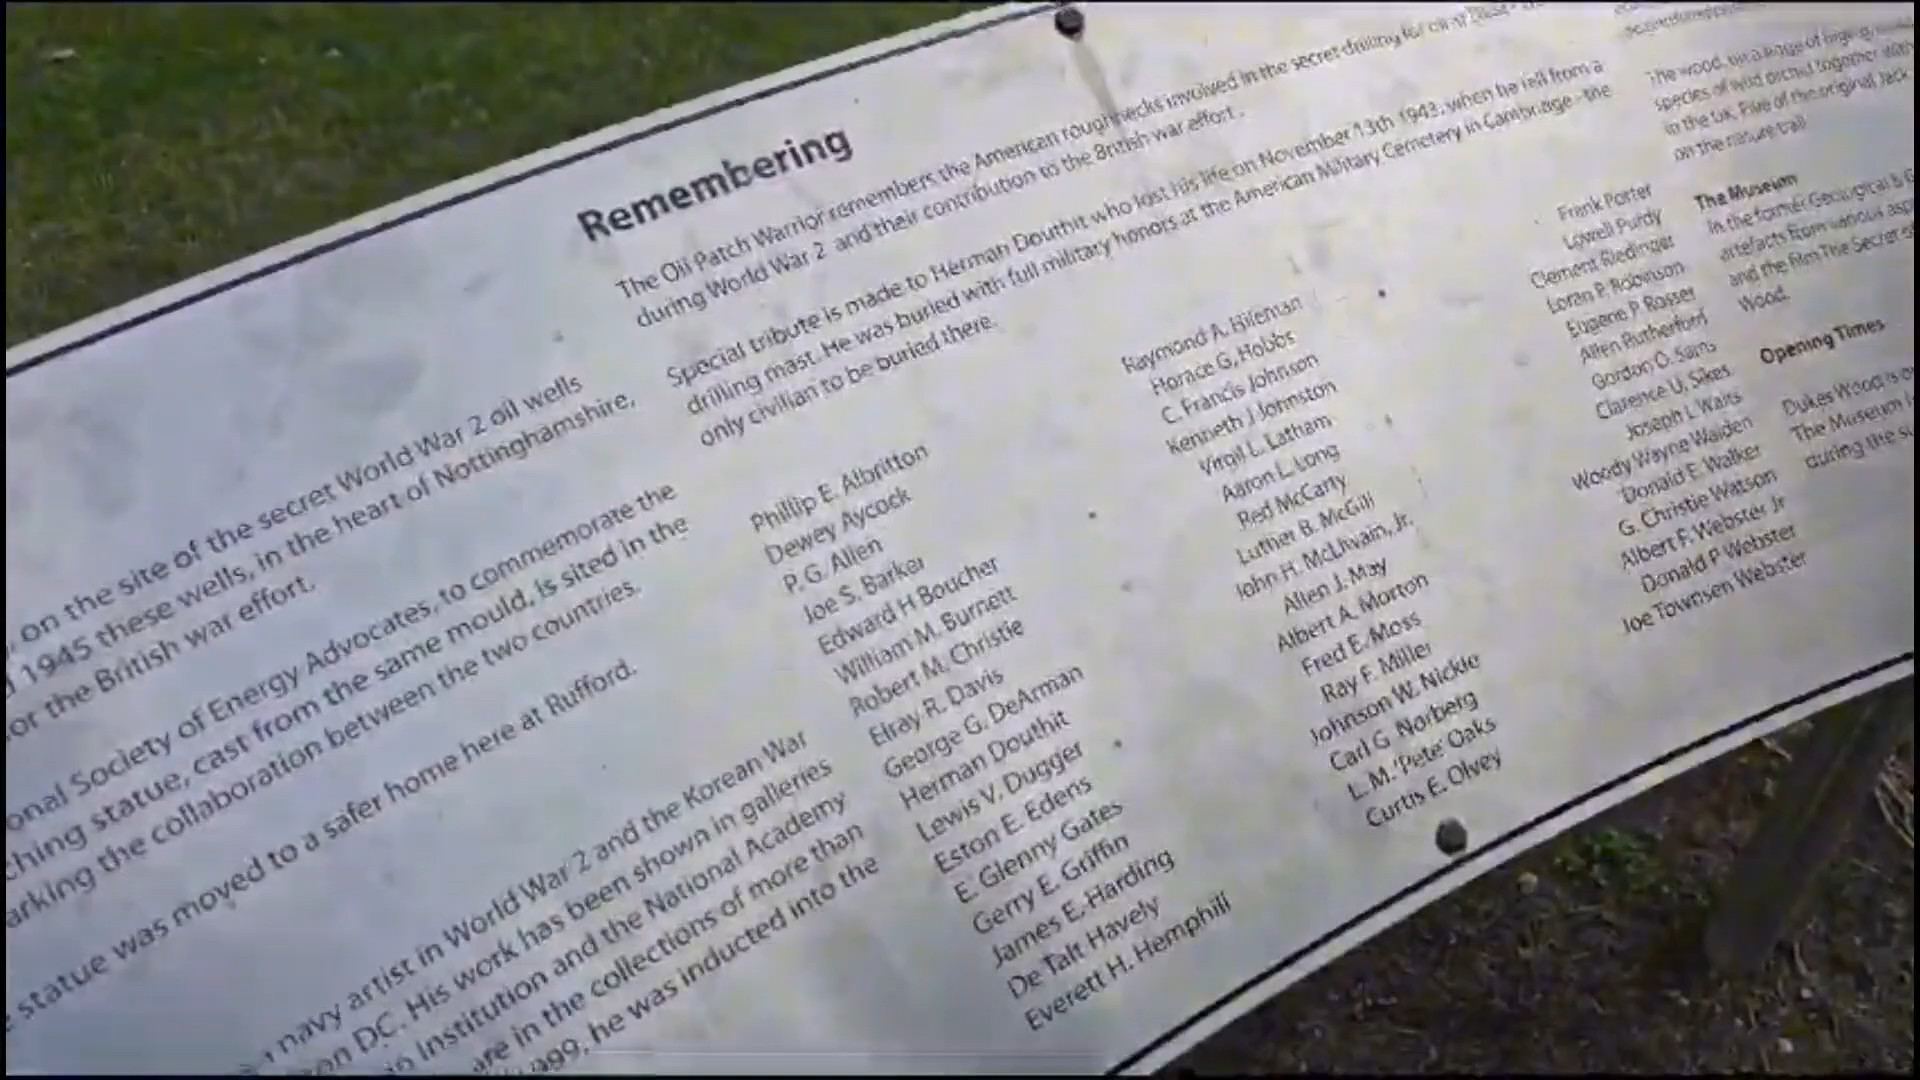 on the site of the secret World War 2 oil wells
1945 these wells, in the heart of Nottinghamshire,
for the British war effort.
onal Society of Energy Advocates, to commemorate the
ching statue, cast from the same mould, is sited in the
arking the collaboration between the two countries.
statue was moved to a safer home here at Rufford.
navy artist in World War 2 and the Korean War
on DC. His work has been shown in galleries
in Institution and the National Academy
are in the collections of more than
ago, he was inducted into the
Remembering
The Oil Patch Warrior remembers the American roughnecks involved in the secret drilling for oil
during World War 2 and their contribution to the British war effort.
Special tribute is made to Herman Douthit who lost his life on November 13th 1943, when he fell from a
drilling mast. He was buried with full military honors at the American Military Cemetery in Cambridge - the
only civilian to be buried there.
Phillip E. Albritton
Dewey Aycock
P. G. Allen
Joe S. Barker
Edward H Boucher
William M. Burnett
Robert M. Christie
Elray R. Davis
George G. DeArman
Herman Douthit
Lewis V. Dugger
Eston E. Edens
E. Glenny Gates
Gerry E. Griffin
James E. Harding
De Talt Havely
Everett H. Hemphill
Raymond A. Hileman
Horace G. Hobbs
C. Francis Johnson
Kenneth J Johnston
Virgil L. Latham
Aaron L. Long
Red McCarty
Luther B. McGill
John H. McLlvain, Jr.
Allen J. May
Albert A. Morton
Fred E. Moss
Ray F. Miller
Johnson W. Nickle
Carl G. Norberg
L. M. 'Pete' Oaks
Curtis E. Olvey
Frank Porter
Lowell Purdy
Clement Riedinger
Loran P. Robinson
Eugene P. Rosser
Allen Rutherford
Gordon O. Sams
Clarence U. Sikes
Joseph L Waits
Woody Wayne Walden
Donald E. Walker
G. Christie Watson
Albert F. Webster Jr
Donald P. Webster
Joe Townsen Webster
The wood,
species of wild orchid together with
in the UK. Five of the original Jack
on the nature trail
The Museum
In the former Geological &
artefacts from various asp
and the film The Secret of
Wood.
Opening Times
Dukes Wood is o
The Museum i
during the su